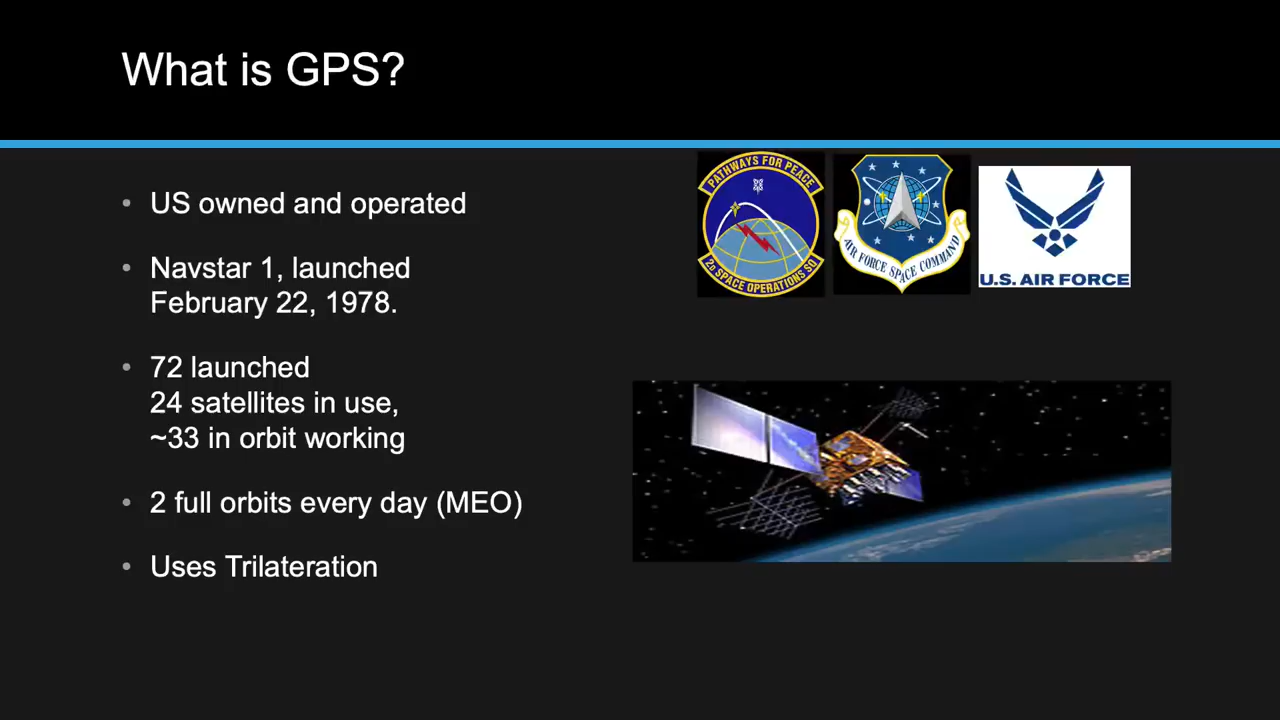 What is GPS?
• US owned and operated
• Navstar 1, launched
February 22, 1978.
• 72 launched
24 satellites in use,
~33 in orbit working
• 2 full orbits every day (MEO)
• Uses Trilateration
PATHWAYS FOR PEACE
2D SPACE OPERATIONS SQ
AIR FORCE SPACE COMMAND
U.S. AIR FORCE